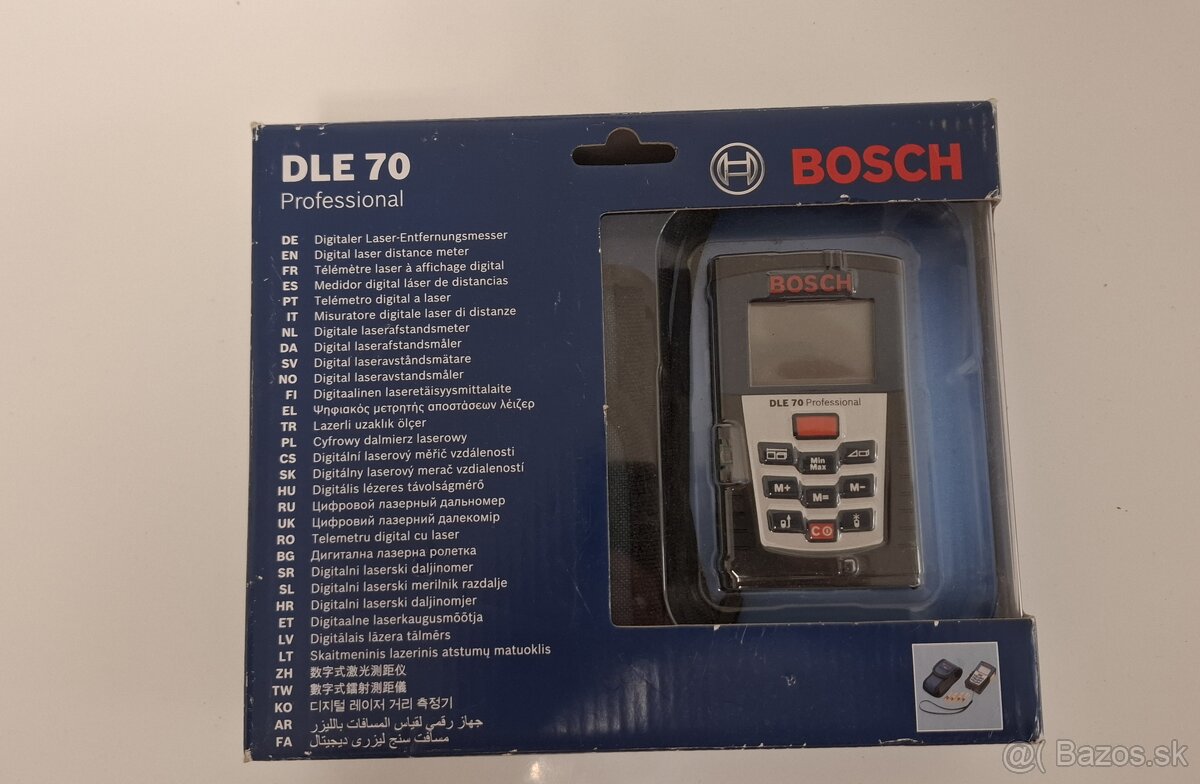 DLE 70
Professional
BOSCH
DE Digitaler Laser-Entfernungsmesser
EN Digital laser distance meter
FR Télémètre laser à affichage digital
ES Medidor digital láser de distancias
PT Telémetro digital a laser
IT Misuratore digitale laser di distanze
NL Digitale laserafstandsmeter
DA Digital laserafstandsmåler
SV Digital laseravståndsmätare
NO Digital laseravstandsmåler
FI Digitaalinen laseretäisyysmittalaite
EL Ψηφιακός μετρητής αποστάσεων λέιζερ
TR Lazerli uzaklık ölçer
PL Cyfrowy dalmierz laserowy
CS Digitální laserový měřič vzdálenosti
SK Digitálny laserový merač vzdialeností
HU Digitális lézeres távolságmérő
RU Цифровой лазерный дальномер
UK Цифровий лазерний далекомір
RO Telemetru digital cu laser
BG Дигитална лазерна ролетка
SR Digitalni laserski daljinomer
SL Digitalni laserski merilnik razdalje
HR Digitalni laserski daljinomjer
ET Digitaalne laserkaugusmõõtja
LV Digitālais lāzera tālmērs
LT Skaitmeninis lazerinis atstumų matuoklis
ZH 数字式激光测距仪
TW 數字式鐳射測距儀
KO 디지털 레이저 거리 측정기
AR جهاز رقمي لقياس المسافات بالليزر
FA مسافت سنج لیزری دیجیتال
BOSCH
DLE 70 Professional
Min
Max
M+
M=
M-
C
@( Bazos.sk